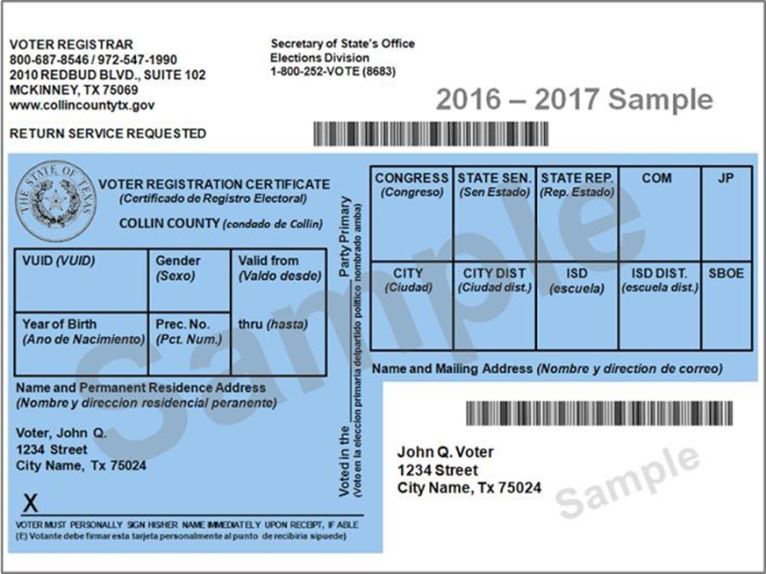 VOTER REGISTRAR
800-687-8546 / 972-547-1990
2010 REDBUD BLVD., SUITE 102
MCKINNEY, TX 75069
www.collincountytx.gov
RETURN SERVICE REQUESTED
Secretary of State's Office
Elections Division
1-800-252-VOTE (8683)
2016 – 2017 Sample
THE STATE OF TEXAS
VOTER REGISTRATION CERTIFICATE
(Certificado de Registro Electoral)
COLLIN COUNTY (condado de Collin)
VUID (VUID)
Gender
(Sexo)
Valid from
(Valdo desde)
Year of Birth
(Ano de Nacimiento)
Prec. No.
(Pct. Num.)
thru (hasta)
Name and Permanent Residence Address
(Nombre y direccion residencial peranente)
Voter, John Q.
1234 Street
City Name, Tx 75024
X
VOTER MUST PERSONALLY SIGN HIS/HER NAME IMMEDIATELY UPON RECEIPT, IF ABLE
(E) Votante debe firmar esta tarjeta personalmente al punto de recibiria sipuede)
Voted in the Party Primary
(Voto en la eleccion primaria delpartido politico nombrado amba)
CONGRESS
(Congreso)
STATE SEN.
(Sen Estado)
STATE REP.
(Rep. Estado)
COM
JP
CITY
(Ciudad)
CITY DIST
(Ciudad dist.)
ISD
(escuela)
ISD DIST.
(escuela dist.)
SBOE
Name and Mailing Address (Nombre y direction de correo)
John Q. Voter
1234 Street
City Name, Tx 75024
Sample
Sample